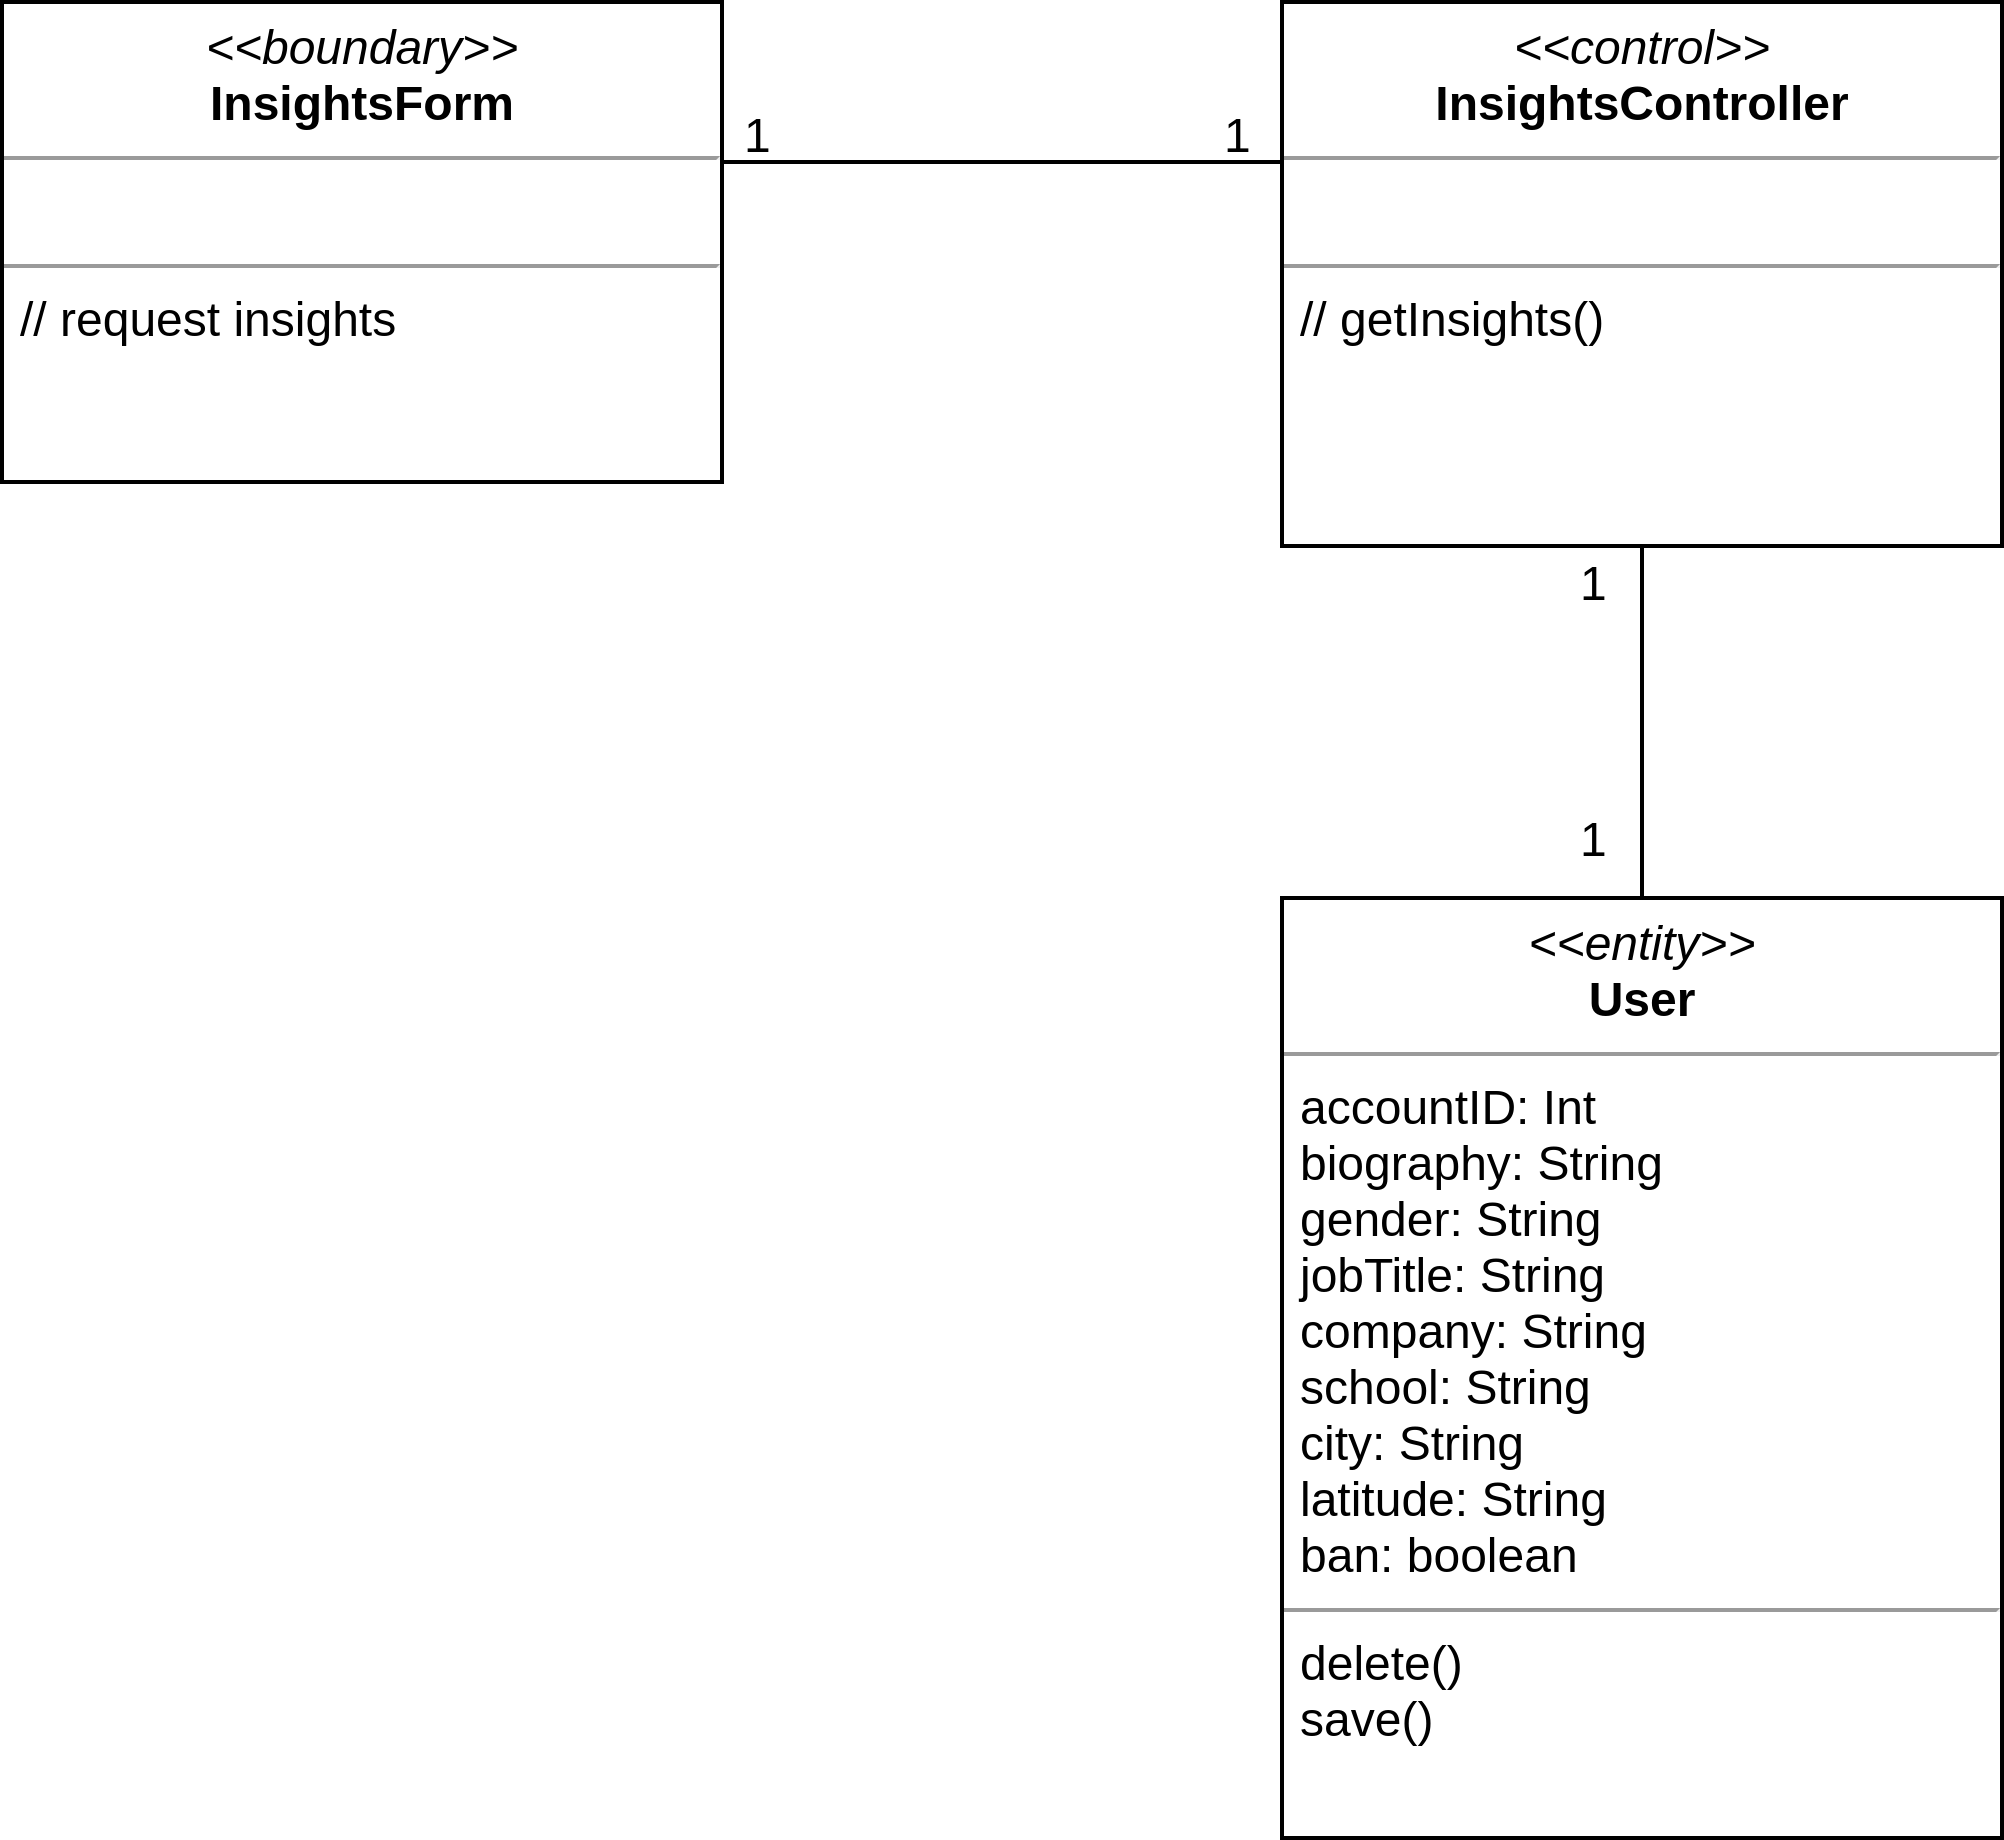 <<boundary>>
InsightsForm
// request insights
1
1
<<control>>
InsightsController
// getInsights()
1
1
<<entity>>
User
accountID: Int
biography: String
gender: String
jobTitle: String
company: String
school: String
city: String
latitude: String
ban: boolean
delete()
save()